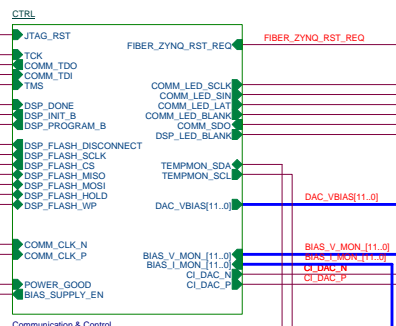 CTRL
JTAG_RST
TCK
COMM_TDO
COMM_TDI
TMS
DSP_DONE
DSP_INIT_B
DSP_PROGRAM_B
DSP_FLASH_DISCONNECT
DSP_FLASH_SCLK
DSP_FLASH_CS
DSP_FLASH_MISO
DSP_FLASH_MOSI
DSP_FLASH_HOLD
DSP_FLASH_WP
COMM_CLK_N
COMM_CLK_P
POWER_GOOD
BIAS_SUPPLY_EN
FIBER_ZYNQ_RST_REQ
COMM_LED_SCLK
COMM_LED_SIN
COMM_LED_LAT
COMM_LED_BLANK
COMM_SDO
DSP_LED_BLANK
TEMPMON_SDA
TEMPMON_SCL
DAC_VBIAS[11..0]
BIAS_V_MON_[11..0]
BIAS_I_MON_[11..0]
CI_DAC_N
CI_DAC_P
FIBER_ZYNQ_RST_REQ
DAC_VBIAS[11..0]
BIAS_V_MON_[11..0]
BIAS_I_MON_[11..0]
CI_DAC_N
CI_DAC_P
Communication & Control